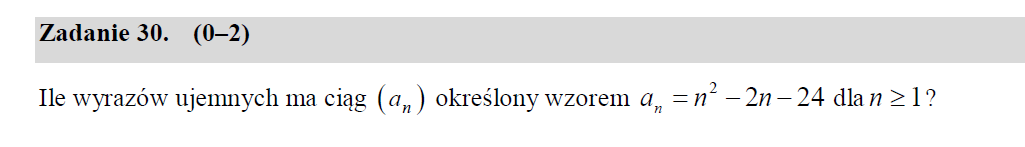 Zadanie 30. (0–2)
Ile wyrazów ujemnych ma ciąg (aₙ) określony wzorem aₙ = n² − 2n − 24 dla n ≥ 1?